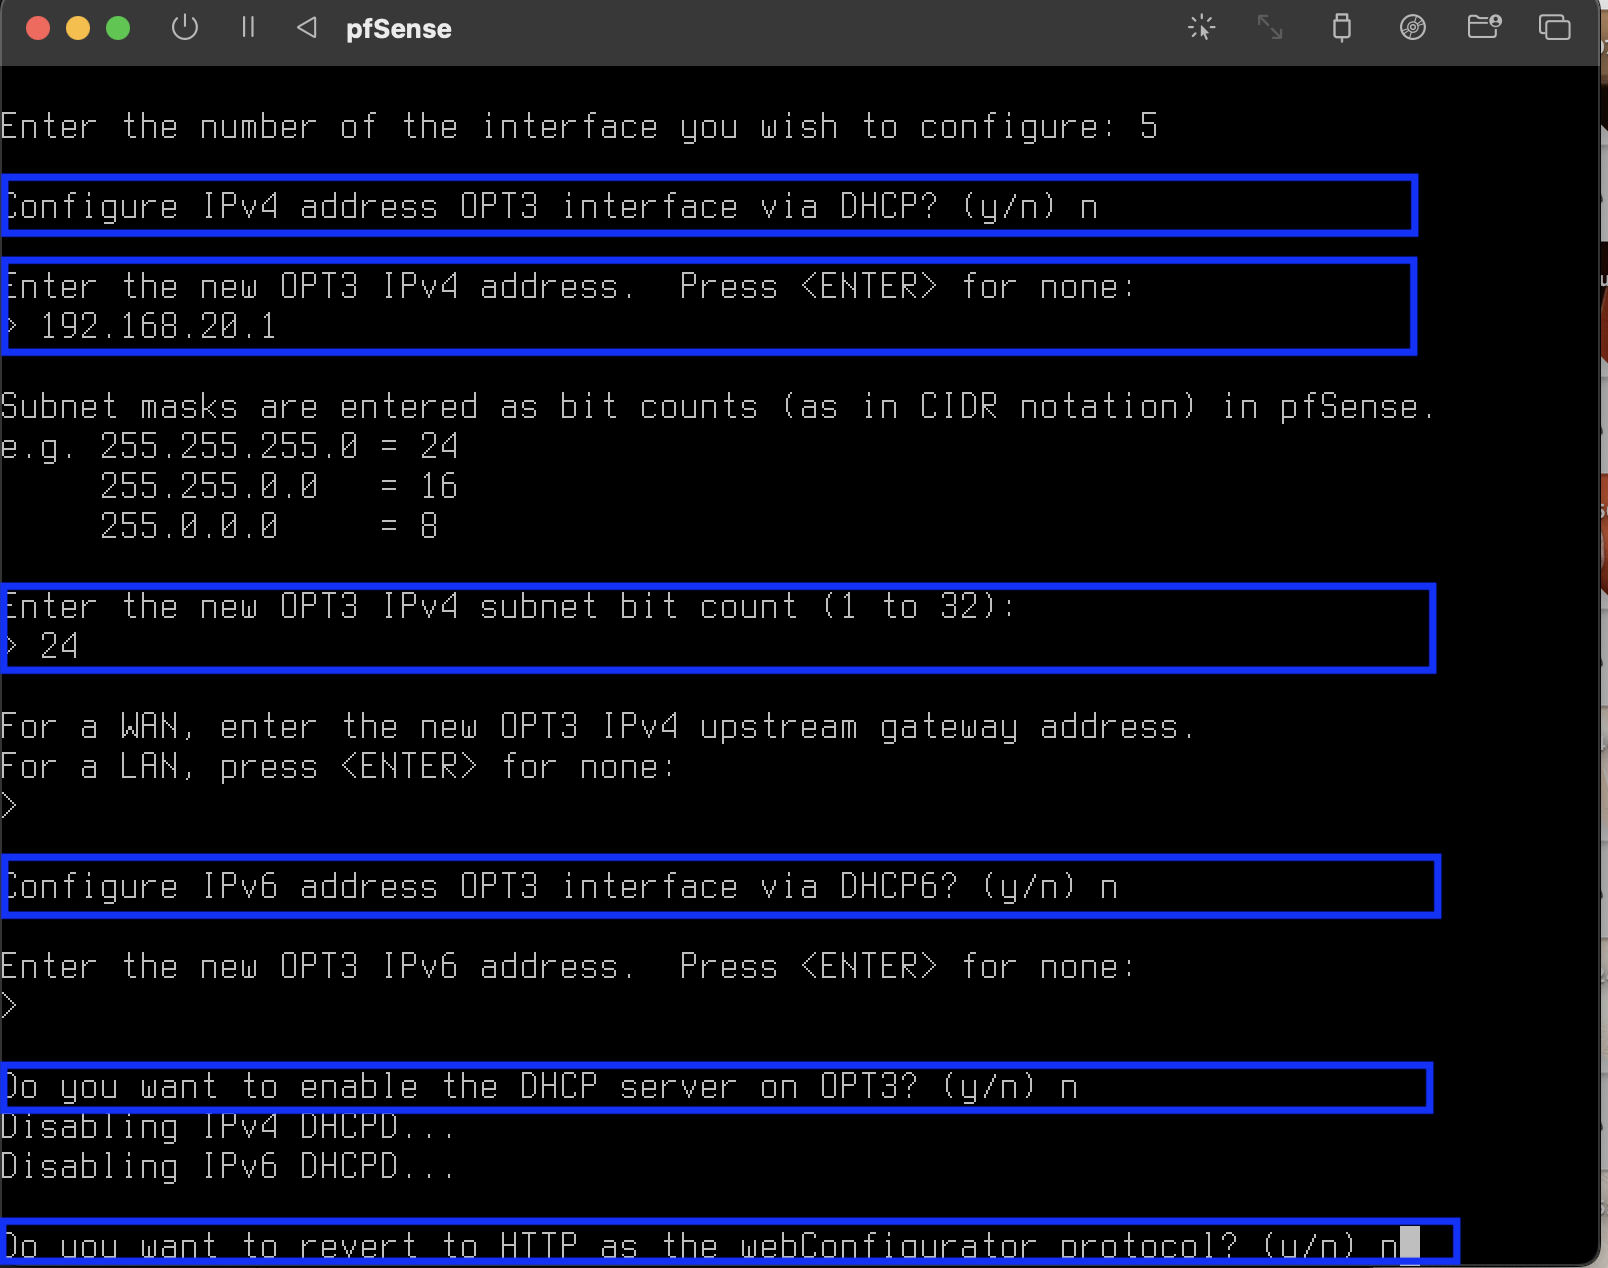 pfSense
Enter the number of the interface you wish to configure: 5
Configure IPv4 address OPT3 interface via DHCP? (y/n) n
Enter the new OPT3 IPv4 address.  Press <ENTER> for none:
> 192.168.20.1
Subnet masks are entered as bit counts (as in CIDR notation) in pfSense.
e.g. 255.255.255.0 = 24
     255.255.0.0   = 16
     255.0.0.0     = 8
Enter the new OPT3 IPv4 subnet bit count (1 to 32):
> 24
For a WAN, enter the new OPT3 IPv4 upstream gateway address.
For a LAN, press <ENTER> for none:
>
Configure IPv6 address OPT3 interface via DHCP6? (y/n) n
Enter the new OPT3 IPv6 address.  Press <ENTER> for none:
>
Do you want to enable the DHCP server on OPT3? (y/n) n
Disabling IPv4 DHCPD...
Disabling IPv6 DHCPD...
Do you want to revert to HTTP as the webConfigurator protocol? (y/n) n